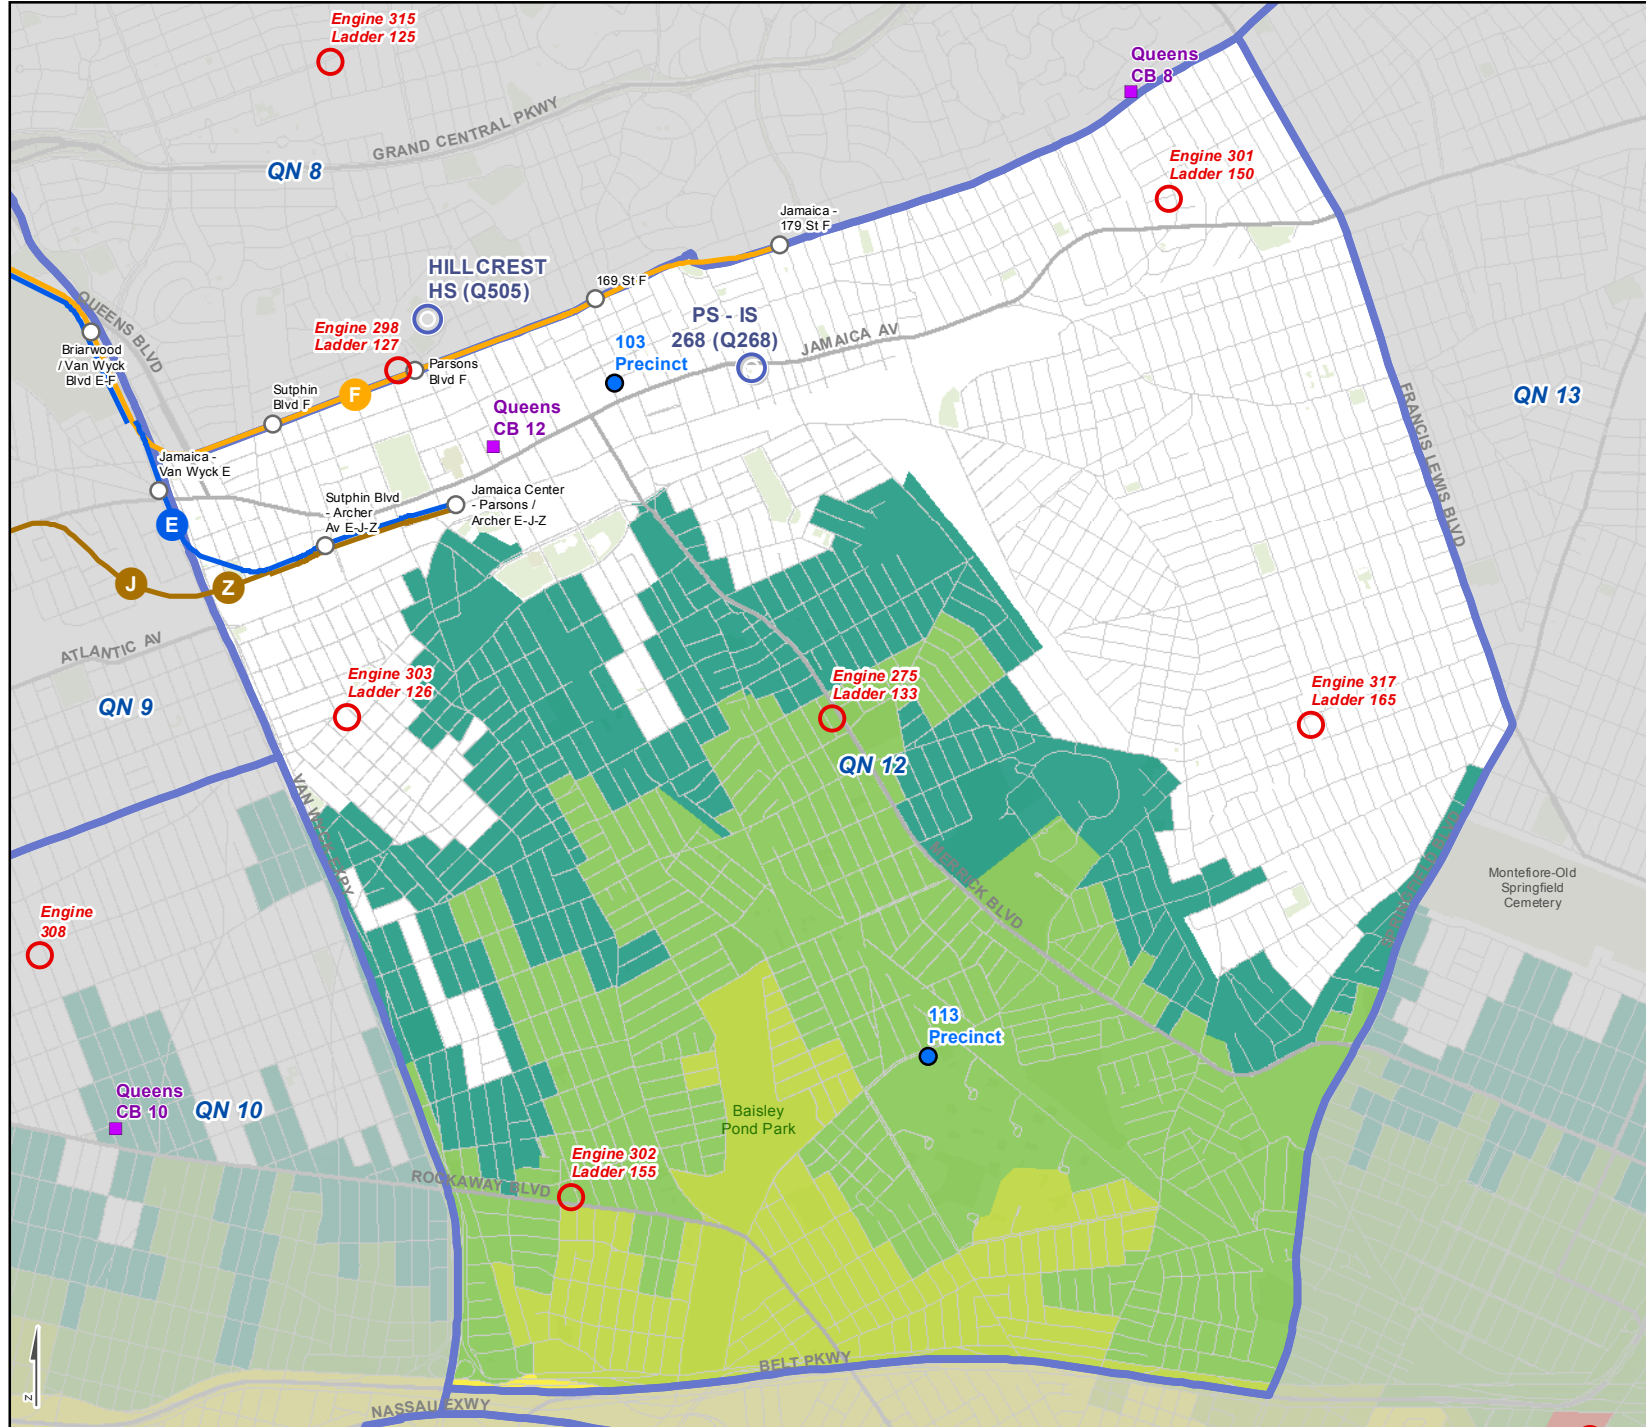 Engine 315
Ladder 125
Queens
CB 8
GRAND CENTRAL PKWY
QN 8
Engine 301
Ladder 150
Jamaica -
179 St F
HILLCREST
HS (Q505)
169 St F
QUEENS BLVD
PS - IS
268 (Q268)
Engine 298
Ladder 127
103
Precinct
JAMAICA AV
Briarwood
/ Van Wyck
Blvd E-F
Parsons
Blvd F
Sutphin
Blvd F
F
QN 13
FRANCIS LEWIS BLVD
Queens
CB 12
Jamaica -
Van Wyck E
Sutphin Blvd
- Archer
Av E-J-Z
Jamaica Center
- Parsons /
Archer E-J-Z
E
J
Z
ATLANTIC AV
Engine 303
Ladder 126
Engine 275
Ladder 133
Engine 317
Ladder 165
QN 9
QN 12
VAN WYCK EXPY
MERRICK BLVD
SPRINGFIELD BLVD
Montefiore-Old
Springfield
Cemetery
Engine
308
113
Precinct
Queens
CB 10
QN 10
Baisley
Pond Park
Engine 302
Ladder 155
ROCKAWAY BLVD
BELT PKWY
NASSAU EXWY
N